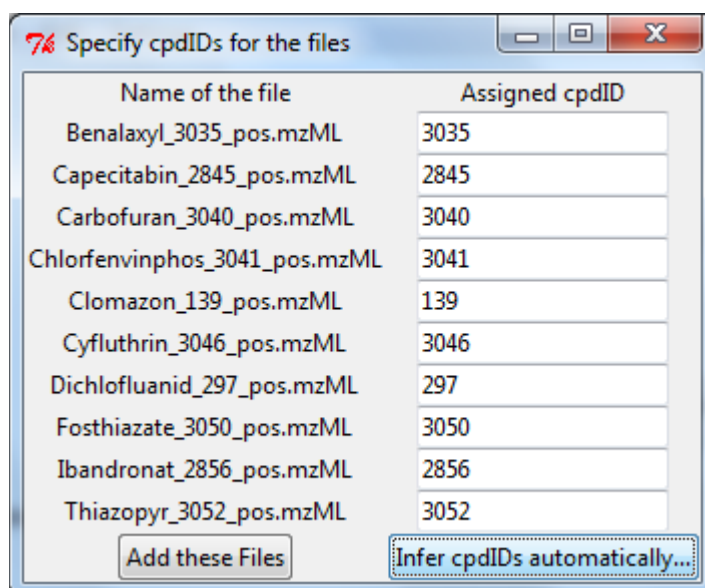 Specify cpdIDs for the files
Name of the file Assigned cpdID
Benalaxyl_3035_pos.mzML 3035
Capecitabin_2845_pos.mzML 2845
Carbofuran_3040_pos.mzML 3040
Chlorfenvinphos_3041_pos.mzML 3041
Clomazon_139_pos.mzML 139
Cyfluthrin_3046_pos.mzML 3046
Dichlofluanid_297_pos.mzML 297
Fosthiazate_3050_pos.mzML 3050
Ibandronat_2856_pos.mzML 2856
Thiazopyr_3052_pos.mzML 3052
Add these Files Infer cpdIDs automatically...